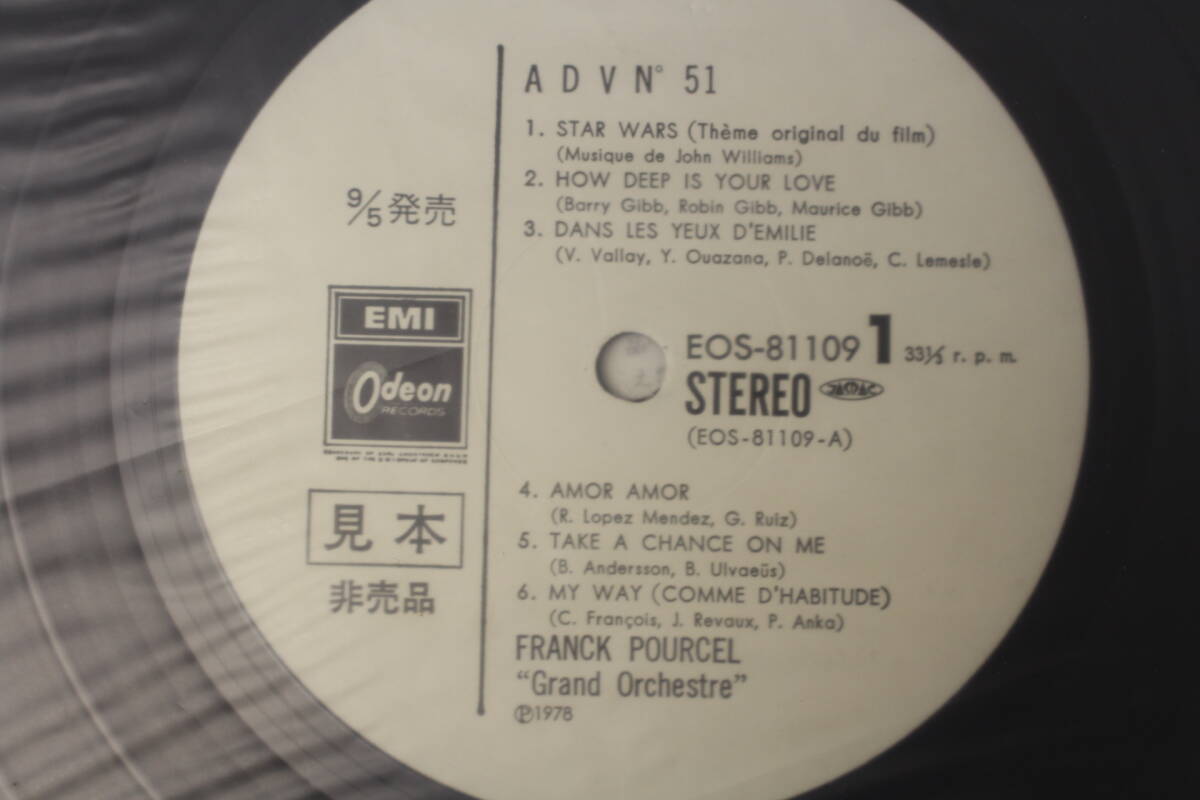 A D V N° 51
1. STAR WARS (Thème original du film)
(Musique de John Williams)
2. HOW DEEP IS YOUR LOVE
(Barry Gibb, Robin Gibb, Maurice Gibb)
3. DANS LES YEUX D'EMILIE
(V. Vallay, Y. Ouazana, P. Delanoë, C. Lemesle)
9/5発売
EMI
Odeon
RECORDS
見本
非売品
EOS-81109 1 33⅓ r. p. m.
STEREO
(EOS-81109-A)
4. AMOR AMOR
(R. Lopez Mendez, G. Ruiz)
5. TAKE A CHANCE ON ME
(B. Andersson, B. Ulvaeüs)
6. MY WAY (COMME D'HABITUDE)
(C. François, J. Revaux, P. Anka)
FRANCK POURCEL
“Grand Orchestre”
℗1978